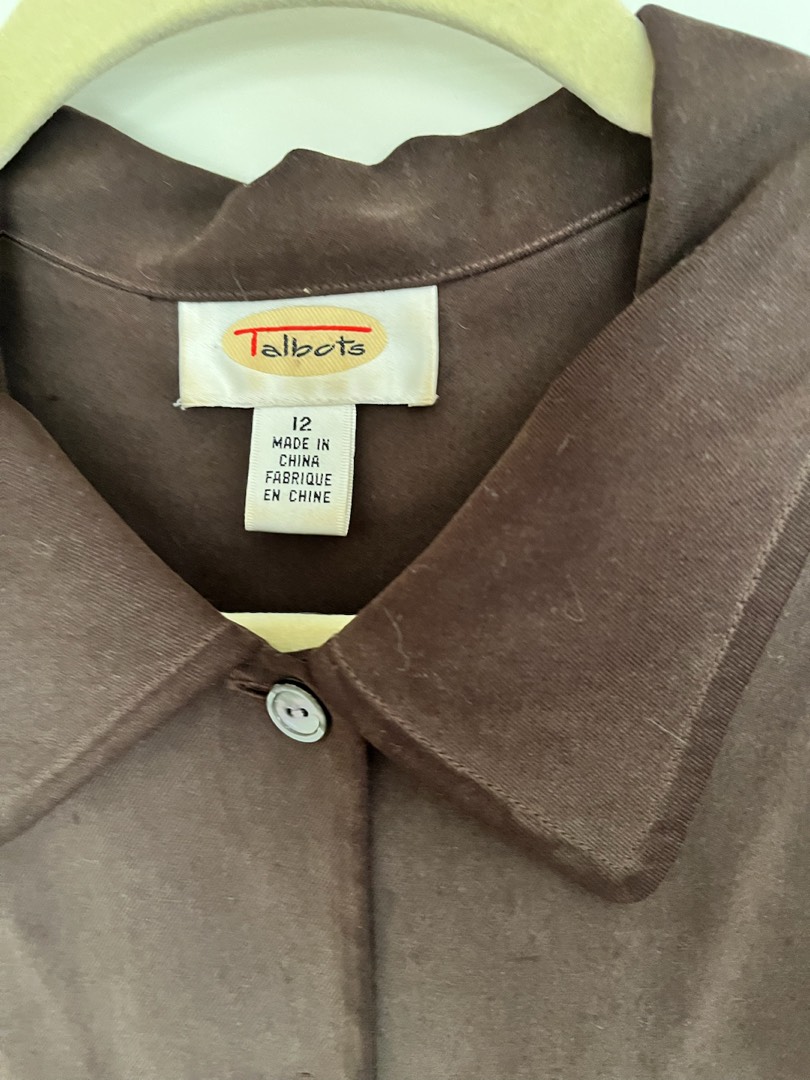 Talbots
12
MADE IN
CHINA
FABRIQUE
EN CHINE